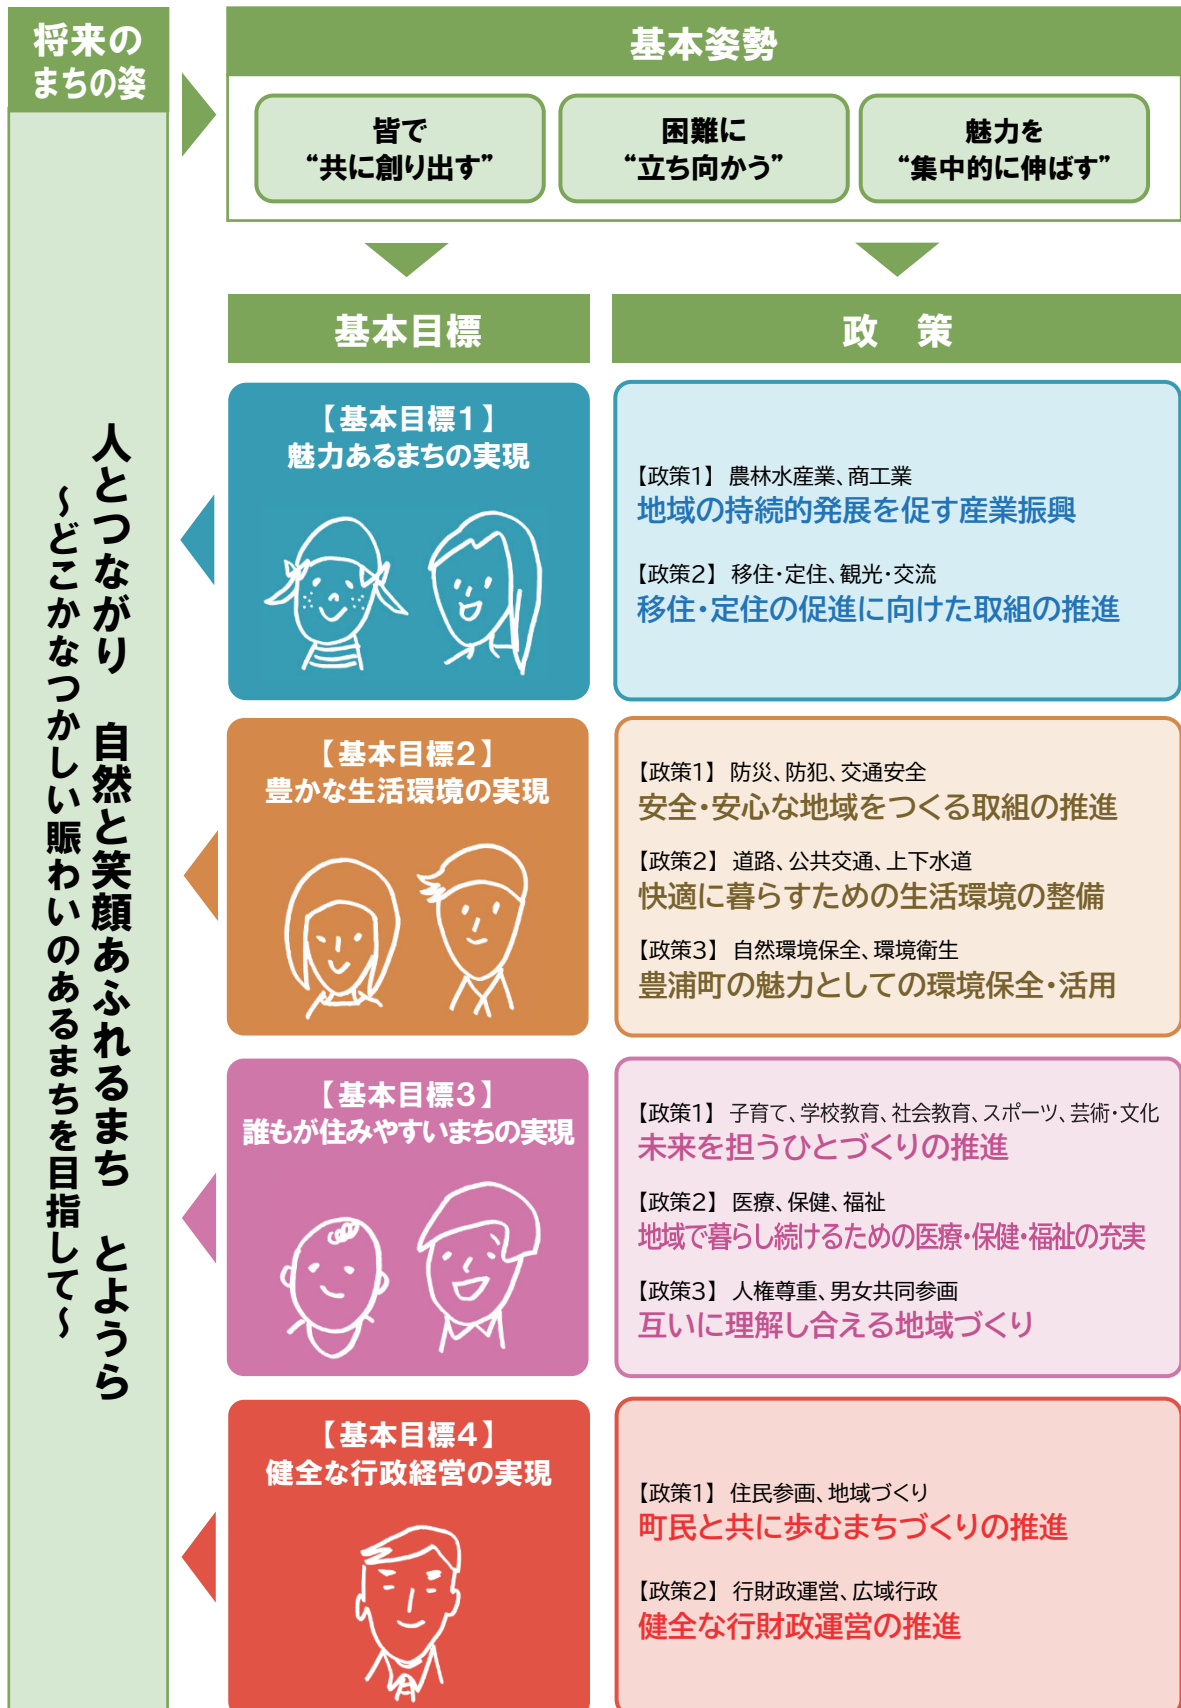 将来の
まちの姿
人とつながり　自然と笑顔あふれるまち　とようら
～どこかなつかしい賑わいのあるまちを目指して～
基本姿勢
皆で
“共に創り出す”
困難に
“立ち向かう”
魅力を
“集中的に伸ばす”
基本目標
政　策
【基本目標1】
魅力あるまちの実現
【政策1】 農林水産業、商工業
地域の持続的発展を促す産業振興
【政策2】 移住・定住、観光・交流
移住・定住の促進に向けた取組の推進
【基本目標2】
豊かな生活環境の実現
【政策1】 防災、防犯、交通安全
安全・安心な地域をつくる取組の推進
【政策2】 道路、公共交通、上下水道
快適に暮らすための生活環境の整備
【政策3】 自然環境保全、環境衛生
豊浦町の魅力としての環境保全・活用
【基本目標3】
誰もが住みやすいまちの実現
【政策1】 子育て、学校教育、社会教育、スポーツ、芸術・文化
未来を担うひとづくりの推進
【政策2】 医療、保健、福祉
地域で暮らし続けるための医療・保健・福祉の充実
【政策3】 人権尊重、男女共同参画
互いに理解し合える地域づくり
【基本目標4】
健全な行政経営の実現
【政策1】 住民参画、地域づくり
町民と共に歩むまちづくりの推進
【政策2】 行財政運営、広域行政
健全な行財政運営の推進